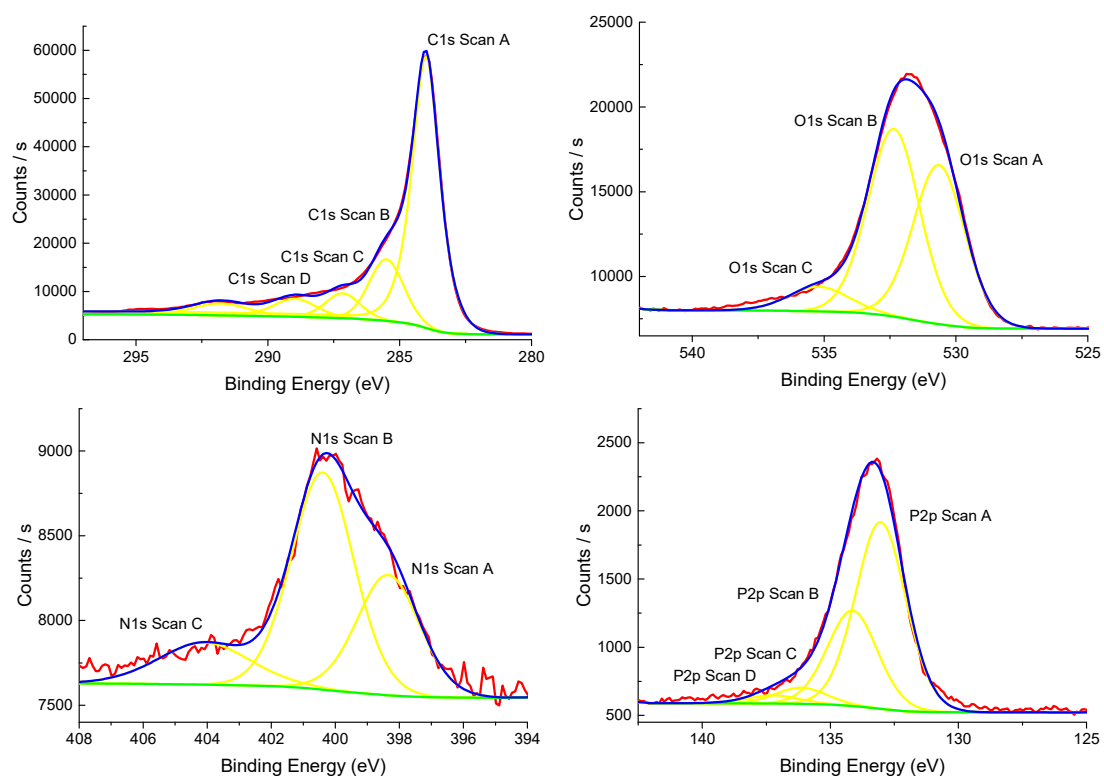 C1s Scan A
60000
50000
40000
30000
20000
10000
0
C1s Scan B
C1s Scan C
C1s Scan D
295
290
285
280
Counts / s
Binding Energy (eV)
25000
20000
15000
10000
O1s Scan B
O1s Scan A
O1s Scan C
540
535
530
525
Counts / s
Binding Energy (eV)
9000
8500
8000
7500
N1s Scan B
N1s Scan A
N1s Scan C
408
406
404
402
400
398
396
394
Counts / s
Binding Energy (eV)
2500
2000
1500
1000
500
P2p Scan A
P2p Scan B
P2p Scan C
P2p Scan D
140
135
130
125
Counts / s
Binding Energy (eV)